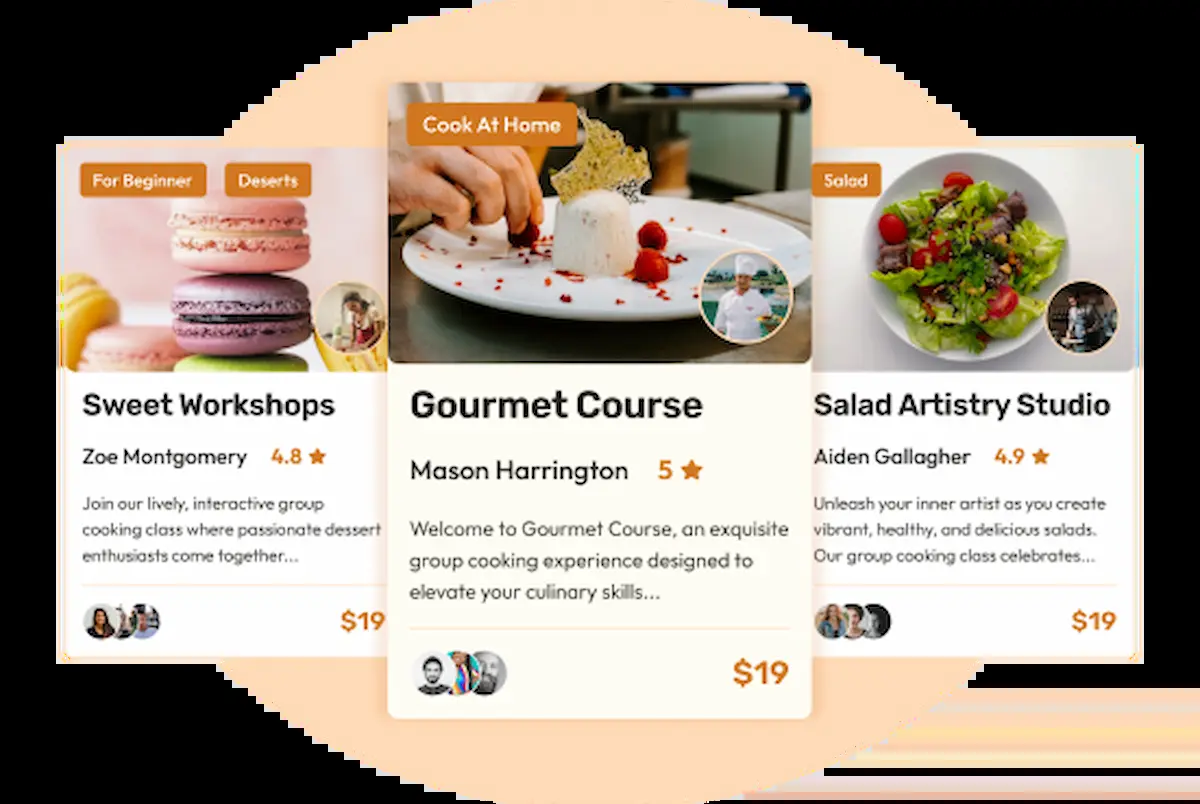 For Beginner
Deserts
Sweet Workshops
Zoe Montgomery 4.8
Join our lively, interactive group
cooking class where passionate dessert
enthusiasts come together...
$19
Cook At Home
Gourmet Course
Mason Harrington 5
Welcome to Gourmet Course, an exquisite
group cooking experience designed to
elevate your culinary skills...
$19
Salad
Salad Artistry Studio
Aiden Gallagher 4.9
Unleash your inner artist as you create
vibrant, healthy, and delicious salads.
Our group cooking class celebrates...
$19